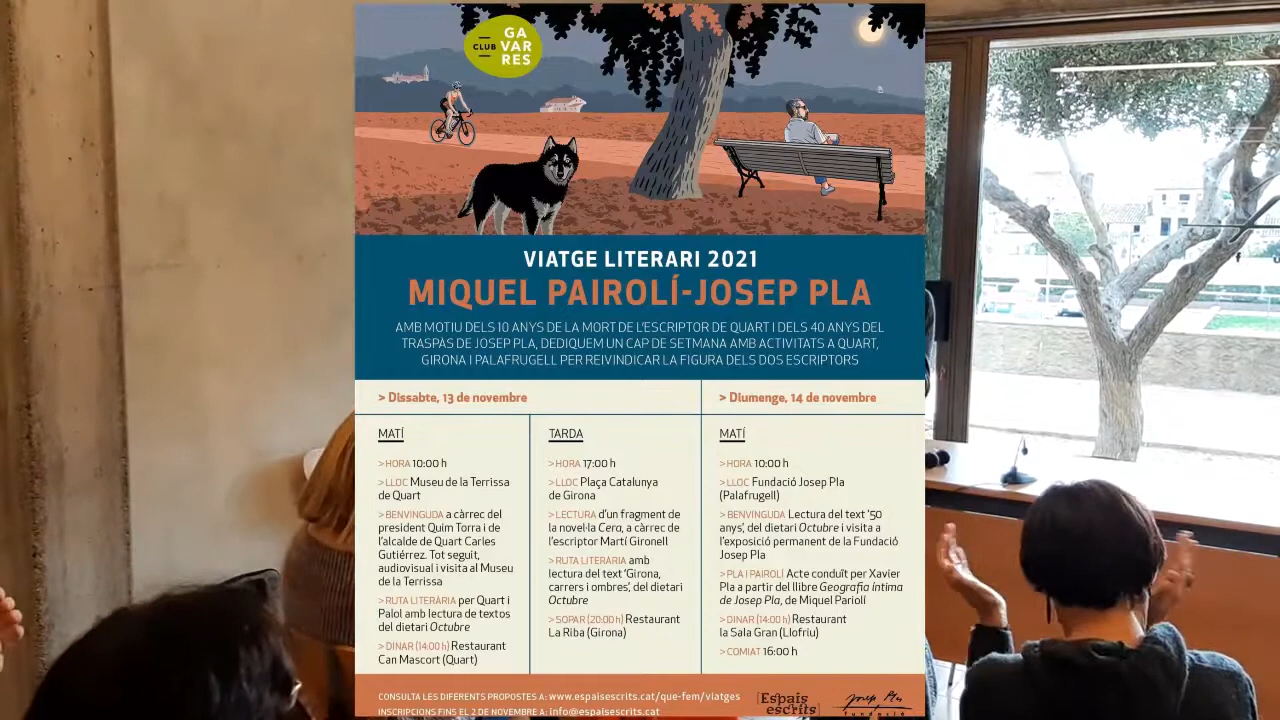 CLUB
GA
VAR
RES
VIATGE LITERARI 2021
MIQUEL PAIROLÍ-JOSEP PLA
AMB MOTIU DELS 10 ANYS DE LA MORT DE L'ESCRIPTOR DE QUART I DELS 40 ANYS DEL
TRASPÀS DE JOSEP PLA, DEDIQUEM UN CAP DE SETMANA AMB ACTIVITATS A QUART,
GIRONA I PALAFRUGELL PER REIVINDICAR LA FIGURA DELS DOS ESCRIPTORS
> Dissabte, 13 de novembre
MATÍ
> HORA 10:00 h
> LLOC Museu de la Terrissa
de Quart
> BENVINGUDA a càrrec del
president Quim Torra i de
l'alcalde de Quart Carles
Gutiérrez. Tot seguit,
audiovisual i visita al Museu
de la Terrissa
> RUTA LITERÀRIA per Quart i
Palol amb lectura de textos
del dietari Octubre
> DINAR (14:00 h) Restaurant
Can Mascort (Quart)
TARDA
> HORA 17:00 h
> LLOC Plaça Catalunya
de Girona
> LECTURA d'un fragment de
la novel·la Cera, a càrrec de
l'escriptor Martí Gironell
> RUTA LITERÀRIA amb
lectura del text 'Girona,
carrers i ombres', del dietari
Octubre
> SOPAR (20:00 h) Restaurant
La Riba (Girona)
> Diumenge, 14 de novembre
MATÍ
> HORA 10:00 h
> LLOC Fundació Josep Pla
(Palafrugell)
> BENVINGUDA Lectura del text '50
anys', del dietari Octubre i visita a
l'exposició permanent de la Fundació
Josep Pla
> PLA I PAIROLÍ Acte conduït per Xavier
Pla a partir del llibre Geografia íntima
de Josep Pla, de Miquel Pariolí
> DINAR (14:00 h) Restaurant
la Sala Gran (Llofriu)
> COMIAT 16:00 h
CONSULTA LES DIFERENTS PROPOSTES A: www.espaisescrits.cat/que-fem/viatges
INSCRIPCIONS FINS EL 2 DE NOVEMBRE A: info@espaisescrits.cat
Espais
escrits
Josep Pla
fundació